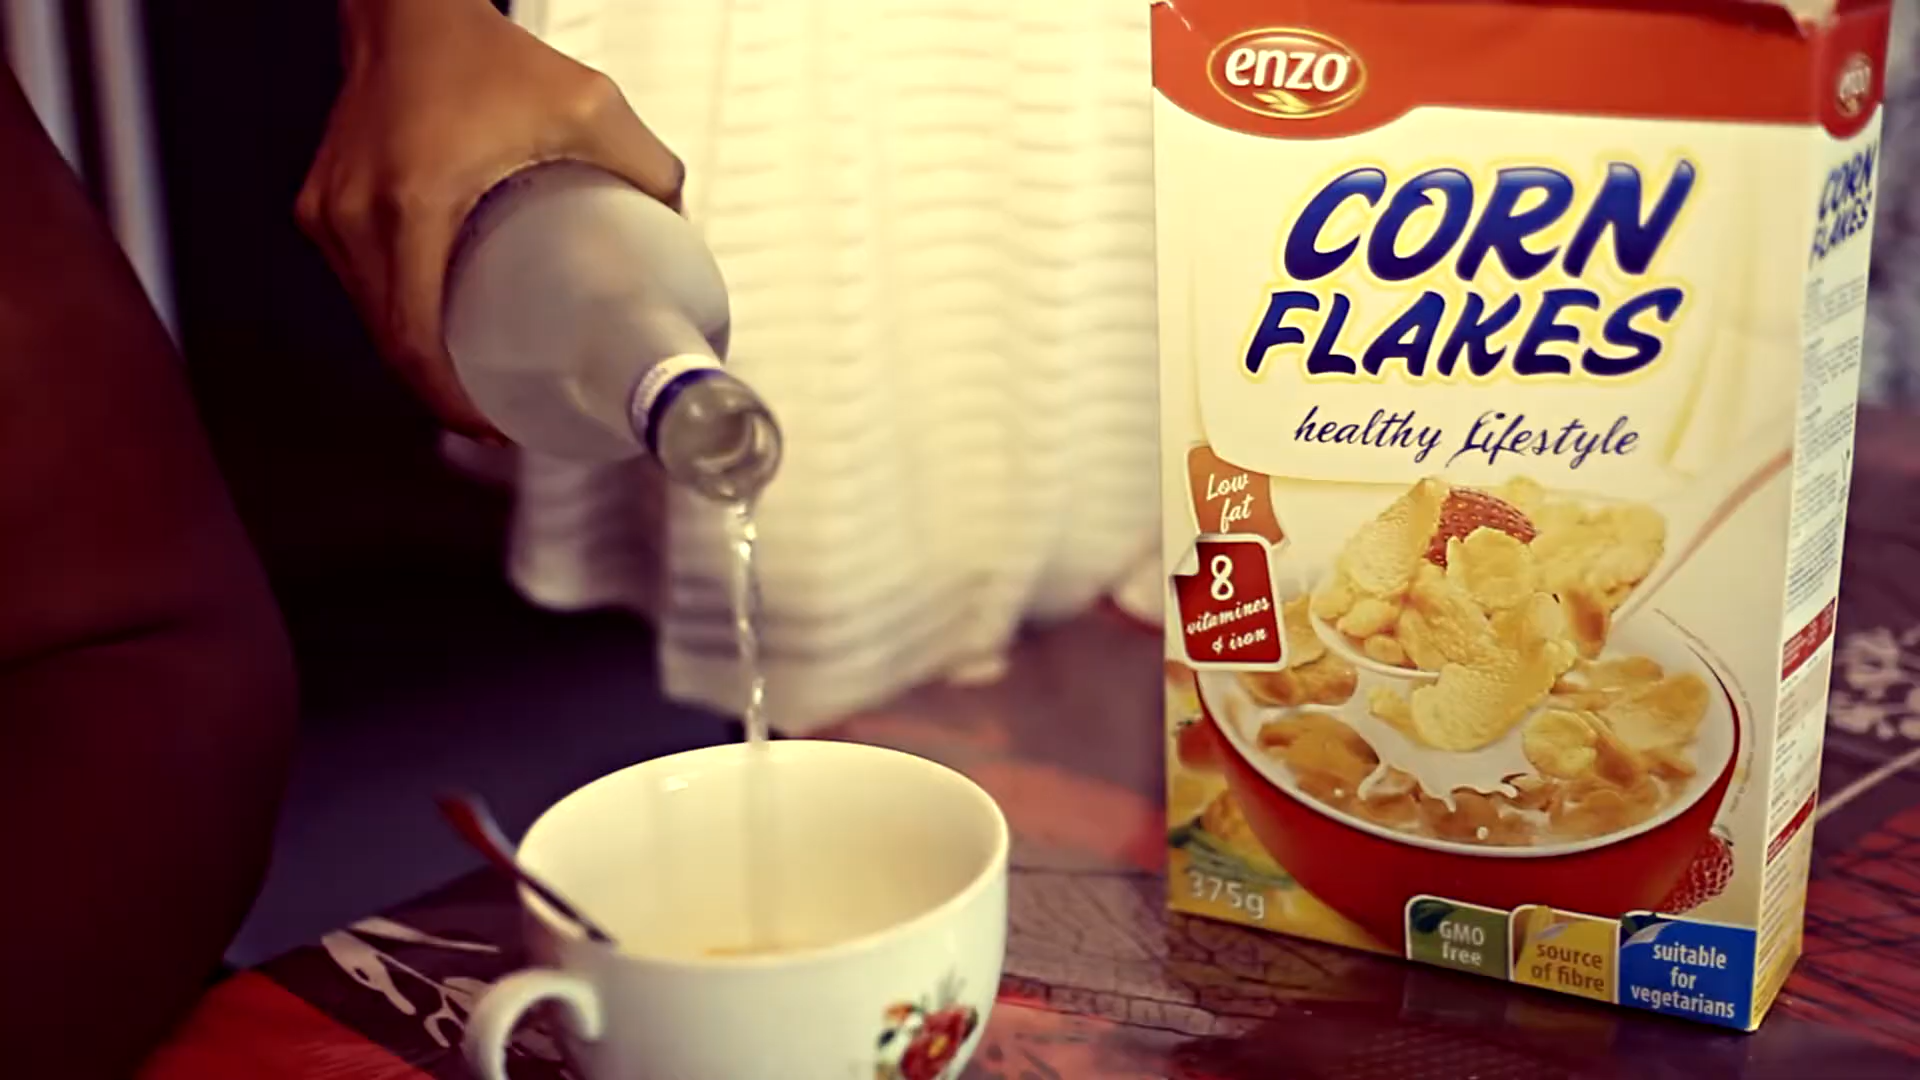 enzo
CORN
FLAKES
healthy lifestyle
Low
fat
8
vitamines
& iron
375g
GMO
free
source
of fibre
suitable
for
vegetarians
enzo
CORN
FLAKES